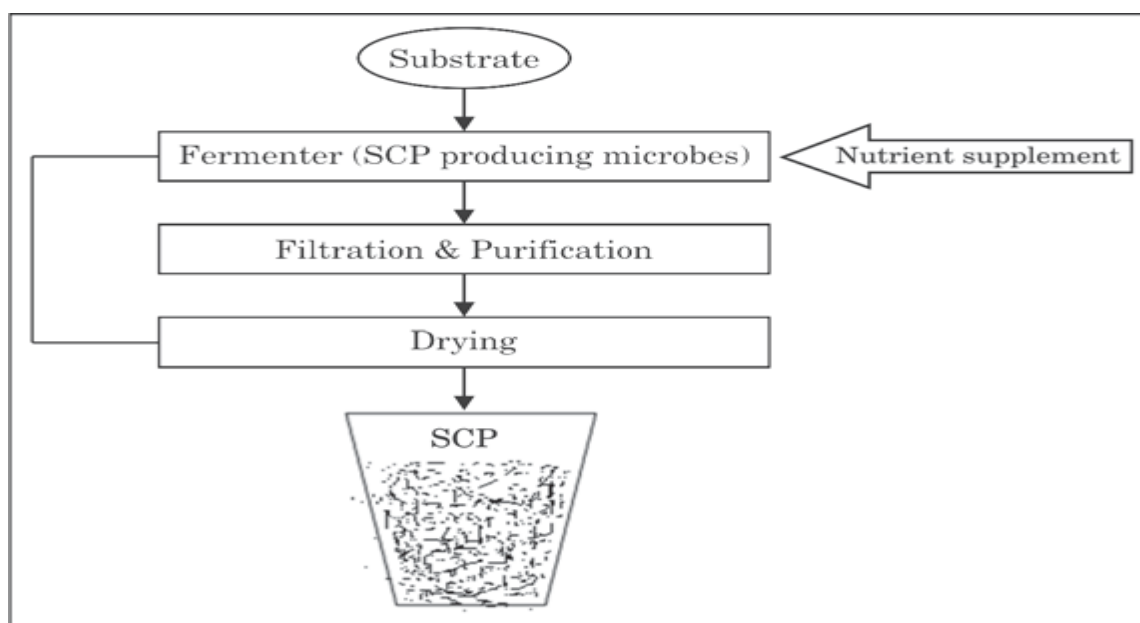 Substrate
Fermenter (SCP producing microbes)
Nutrient supplement
Filtration & Purification
Drying
SCP